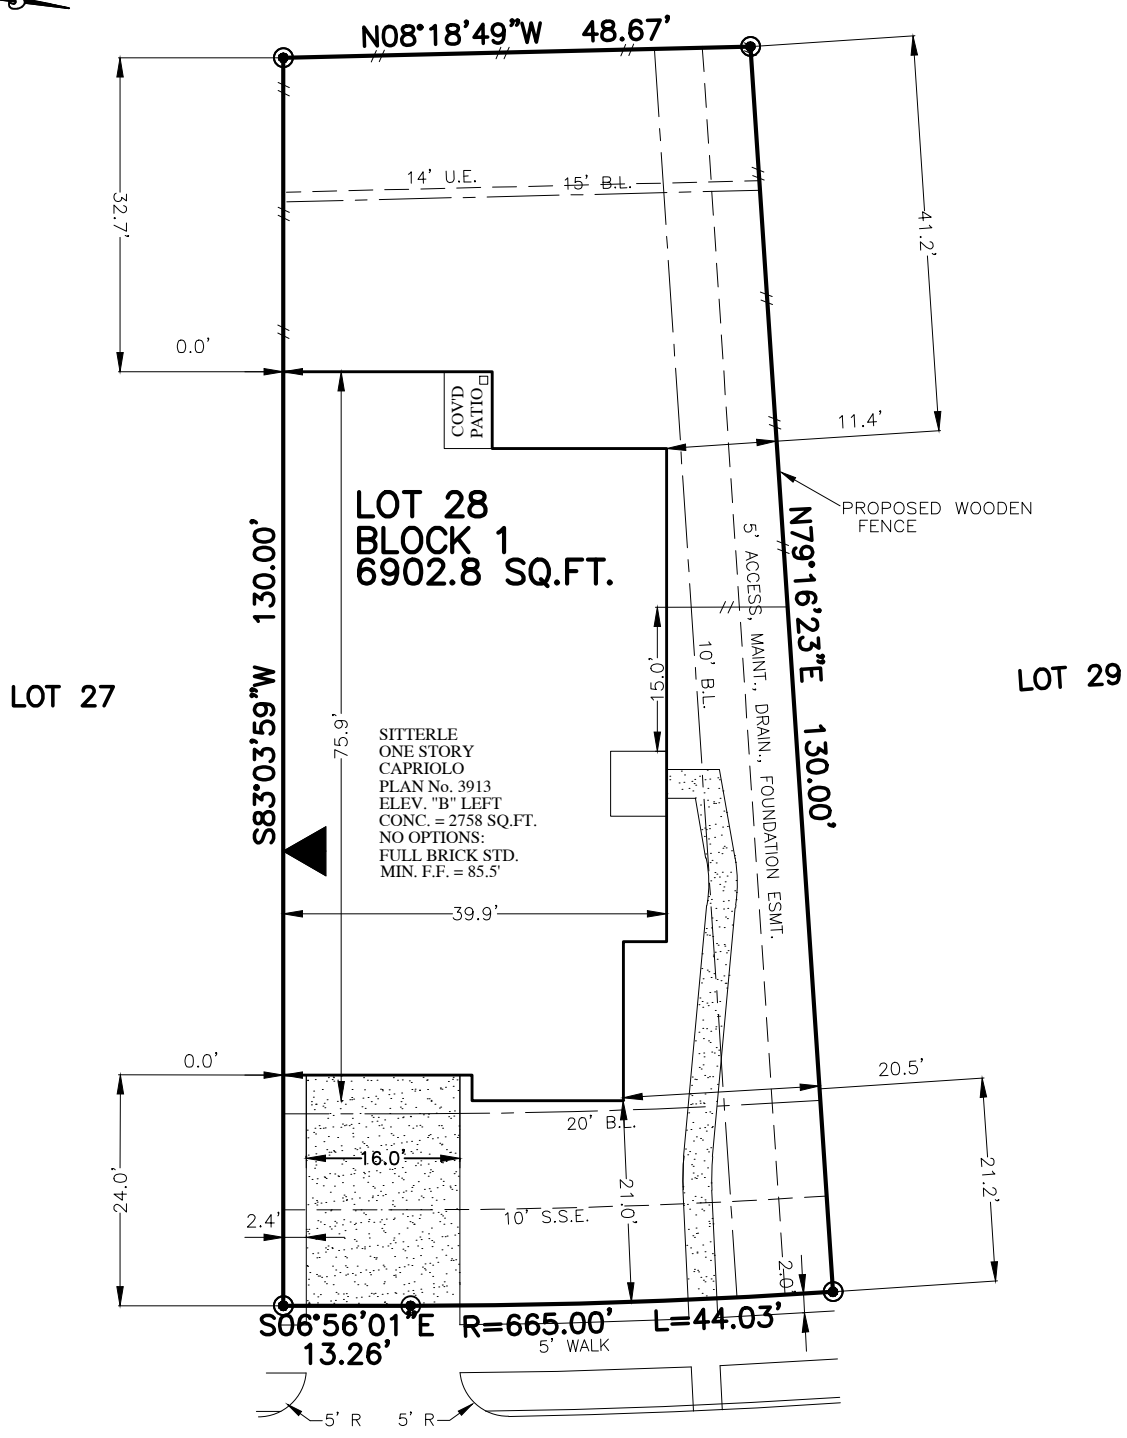 N08°18'49"W 48.67'
14' U.E.
15' B.L.
32.7'
41.2'
0.0'
COV'D
PATIO
11.4'
LOT 28
BLOCK 1
6902.8 SQ.FT.
PROPOSED WOODEN
FENCE
S83°03'59"W 130.00'
N79°16'23"E 130.00'
5' ACCESS, MAINT., DRAIN., FOUNDATION ESMT.
10' B.L.
15.0'
LOT 27
LOT 29
75.9'
SITTERLE
ONE STORY
CAPRIOLO
PLAN No. 3913
ELEV. "B" LEFT
CONC. = 2758 SQ.FT.
NO OPTIONS:
FULL BRICK STD.
MIN. F.F. = 85.5'
39.9'
0.0'
20.5'
20' B.L.
16.0'
24.0'
21.0'
21.2'
2.4'
10' S.S.E.
2.0'
S06°56'01"E R=665.00' L=44.03'
13.26'
5' WALK
5' R 5' R